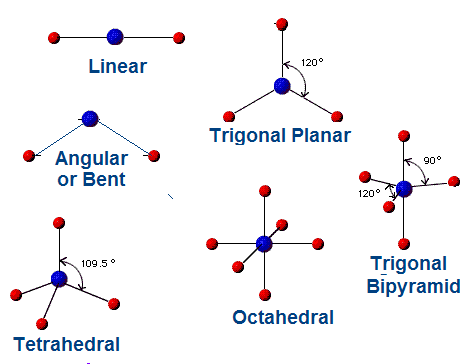 Linear
120°
Trigonal Planar
Angular
or Bent
90°
120°
Trigonal
Bipyramid
109.5°
Octahedral
Tetrahedral